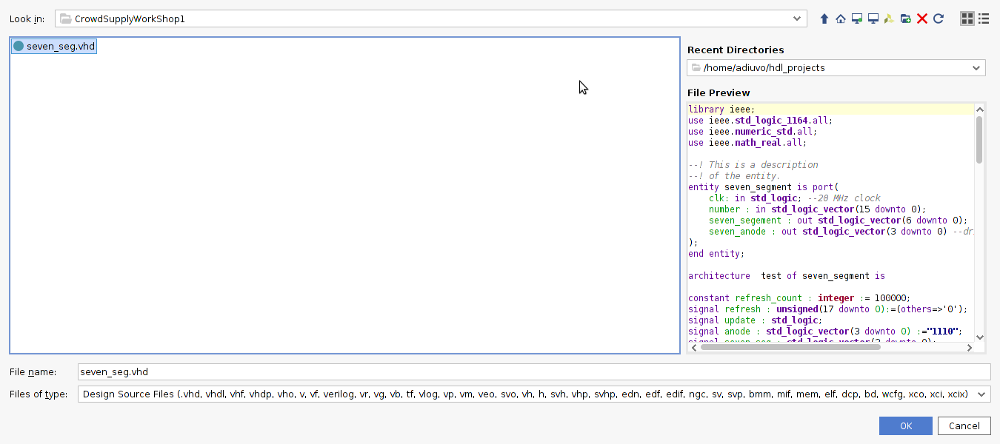 Look in: CrowdSupplyWorkShop1
seven_seg.vhd
Recent Directories
/home/adiuvo/hdl_projects
File Preview
library ieee;
use ieee.std_logic_1164.all;
use ieee.numeric_std.all;
use ieee.math_real.all;
--! This is a description
--! of the entity.
entity seven_segment is port(
    clk: in std_logic; --20 MHz clock
    number : in std_logic_vector(15 downto 0);
    seven_segement : out std_logic_vector(6 downto 0);
    seven_anode : out std_logic_vector(3 downto 0) --dr
);
end entity;
architecture  test of seven_segment is
constant refresh_count : integer := 100000;
signal refresh : unsigned(17 downto 0):=(others=>'0');
signal update : std_logic;
signal anode : std_logic_vector(3 downto 0) :="1110";
signal seven_seg : std_logic_vector(3 downto 0);
File name: seven_seg.vhd
Files of type: Design Source Files (.vhd, vhdl, vhf, vhdp, vho, v, vf, verilog, vr, vg, vb, tf, vlog, vp, vm, veo, svo, vh, h, svh, vhp, svhp, edn, edf, edif, ngc, sv, svp, bmm, mif, mem, elf, dcp, bd, wcfg, xco, xci, xcix)
OK Cancel